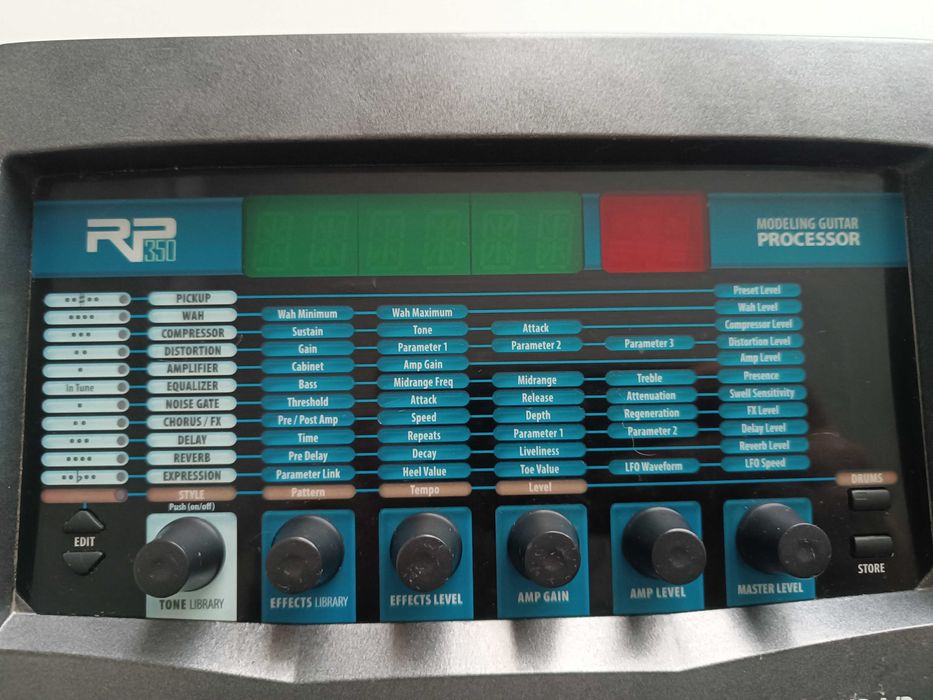 RP 350
MODELING GUITAR
PROCESSOR
PICKUP Preset Level
WAH Wah Minimum Wah Maximum Wah Level
COMPRESSOR Sustain Tone Attack Compressor Level
DISTORTION Gain Parameter 1 Parameter 2 Parameter 3 Distortion Level
AMPLIFIER Cabinet Amp Gain Amp Level
In Tune EQUALIZER Bass Midrange Freq Midrange Treble Presence
NOISE GATE Threshold Attack Release Attenuation Swell Sensitivity
CHORUS / FX Pre / Post Amp Speed Depth Regeneration FX Level
DELAY Time Repeats Parameter 1 Parameter 2 Delay Level
REVERB Pre Delay Decay Liveliness Reverb Level
EXPRESSION Parameter Link Heel Value Toe Value LFO Waveform LFO Speed
STYLE Pattern Tempo Level DRUMS
Push (on/off)
EDIT
STORE
TONE LIBRARY EFFECTS LIBRARY EFFECTS LEVEL AMP GAIN AMP LEVEL MASTER LEVEL